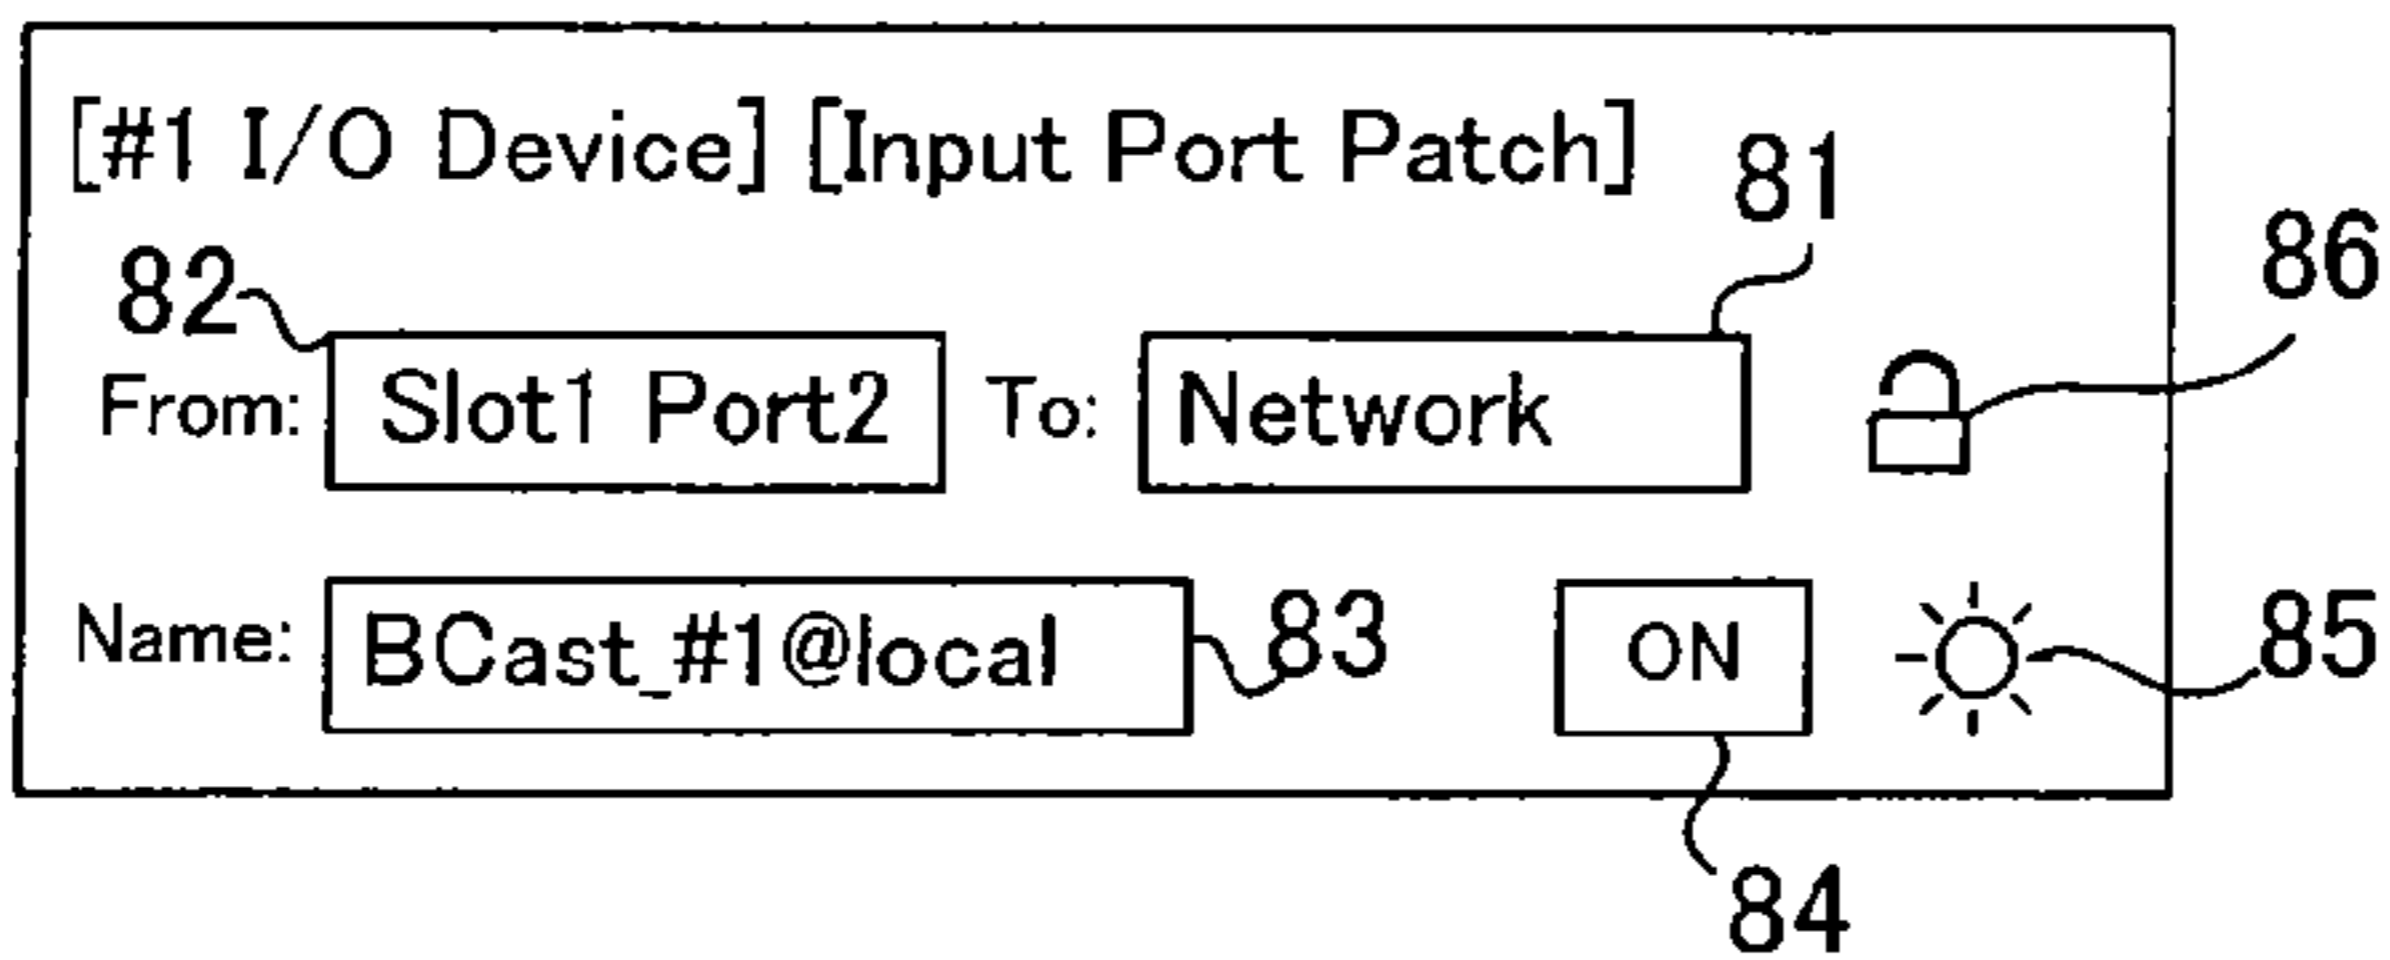 [#1 I/O Device] [Input Port Patch]
81
86
82
From: Slot1 Port2 To: Network
Name: BCast_#1@local 83 ON 85
84